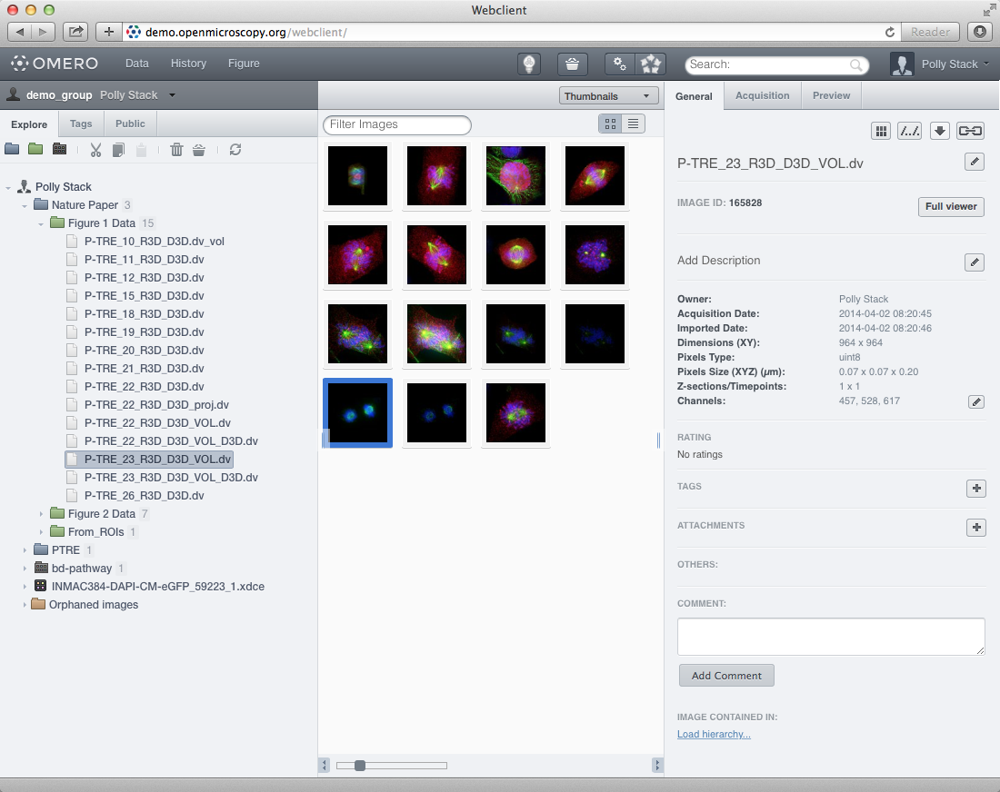 Webclient
demo.openmicroscopy.org/webclient/
Reader
OMERO
Data
History
Figure
Search:
Polly Stack
demo_group Polly Stack
Thumbnails
General
Acquisition
Preview
Explore
Tags
Public
Filter Images
P-TRE_23_R3D_D3D_VOL.dv
IMAGE ID: 165828
Full viewer
Add Description
Owner: Polly Stack
Acquisition Date: 2014-04-02 08:20:45
Imported Date: 2014-04-02 08:20:46
Dimensions (XY): 964 x 964
Pixels Type: uint8
Pixels Size (XYZ) (µm): 0.07 x 0.07 x 0.20
Z-sections/Timepoints: 1 x 1
Channels: 457, 528, 617
RATING
No ratings
TAGS
ATTACHMENTS
OTHERS:
COMMENT:
Add Comment
IMAGE CONTAINED IN:
Load hierarchy...
Polly Stack
Nature Paper 3
Figure 1 Data 15
P-TRE_10_R3D_D3D.dv_vol
P-TRE_11_R3D_D3D.dv
P-TRE_12_R3D_D3D.dv
P-TRE_15_R3D_D3D.dv
P-TRE_18_R3D_D3D.dv
P-TRE_19_R3D_D3D.dv
P-TRE_20_R3D_D3D.dv
P-TRE_21_R3D_D3D.dv
P-TRE_22_R3D_D3D.dv
P-TRE_22_R3D_D3D_proj.dv
P-TRE_22_R3D_D3D_VOL.dv
P-TRE_22_R3D_D3D_VOL_D3D.dv
P-TRE_23_R3D_D3D_VOL.dv
P-TRE_23_R3D_D3D_VOL_D3D.dv
P-TRE_26_R3D_D3D.dv
Figure 2 Data 7
From_ROIs 1
PTRE 1
bd-pathway 1
INMAC384-DAPI-CM-eGFP_59223_1.xdce
Orphaned images